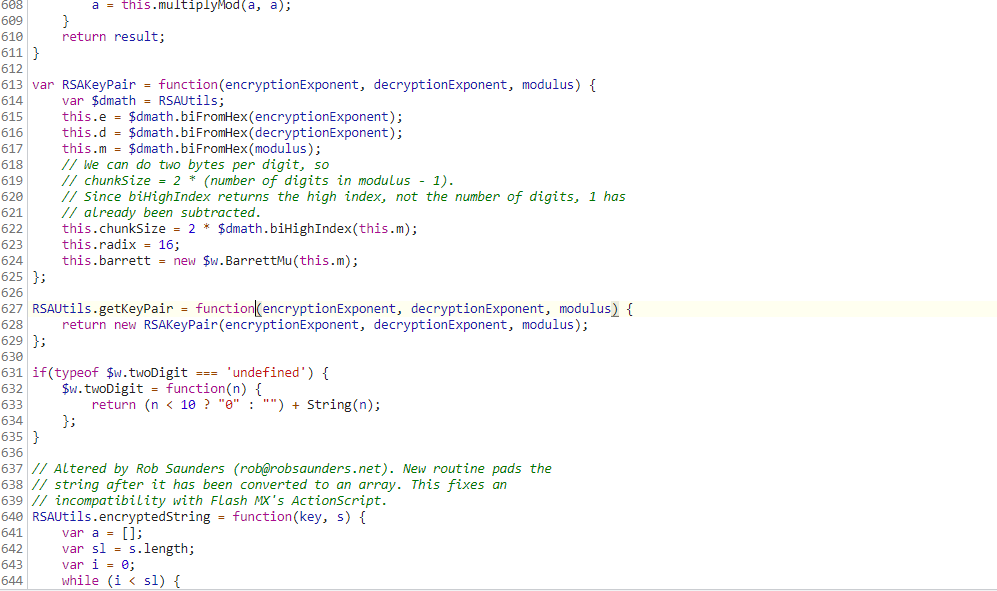 608         a = this.multiplyMod(a, a);
609     }
610     return result;
611 }
612
613 var RSAKeyPair = function(encryptionExponent, decryptionExponent, modulus) {
614     var $dmath = RSAUtils;
615     this.e = $dmath.biFromHex(encryptionExponent);
616     this.d = $dmath.biFromHex(decryptionExponent);
617     this.m = $dmath.biFromHex(modulus);
618     // We can do two bytes per digit, so
619     // chunkSize = 2 * (number of digits in modulus - 1).
620     // Since biHighIndex returns the high index, not the number of digits, 1 has
621     // already been subtracted.
622     this.chunkSize = 2 * $dmath.biHighIndex(this.m);
623     this.radix = 16;
624     this.barrett = new $w.BarrettMu(this.m);
625 };
626
627 RSAUtils.getKeyPair = function(encryptionExponent, decryptionExponent, modulus) {
628     return new RSAKeyPair(encryptionExponent, decryptionExponent, modulus);
629 };
630
631 if(typeof $w.twoDigit === 'undefined') {
632     $w.twoDigit = function(n) {
633         return (n < 10 ? "0" : "") + String(n);
634     };
635 }
636
637 // Altered by Rob Saunders (rob@robsaunders.net). New routine pads the
638 // string after it has been converted to an array. This fixes an
639 // incompatibility with Flash MX's ActionScript.
640 RSAUtils.encryptedString = function(key, s) {
641     var a = [];
642     var sl = s.length;
643     var i = 0;
644     while (i < sl) {